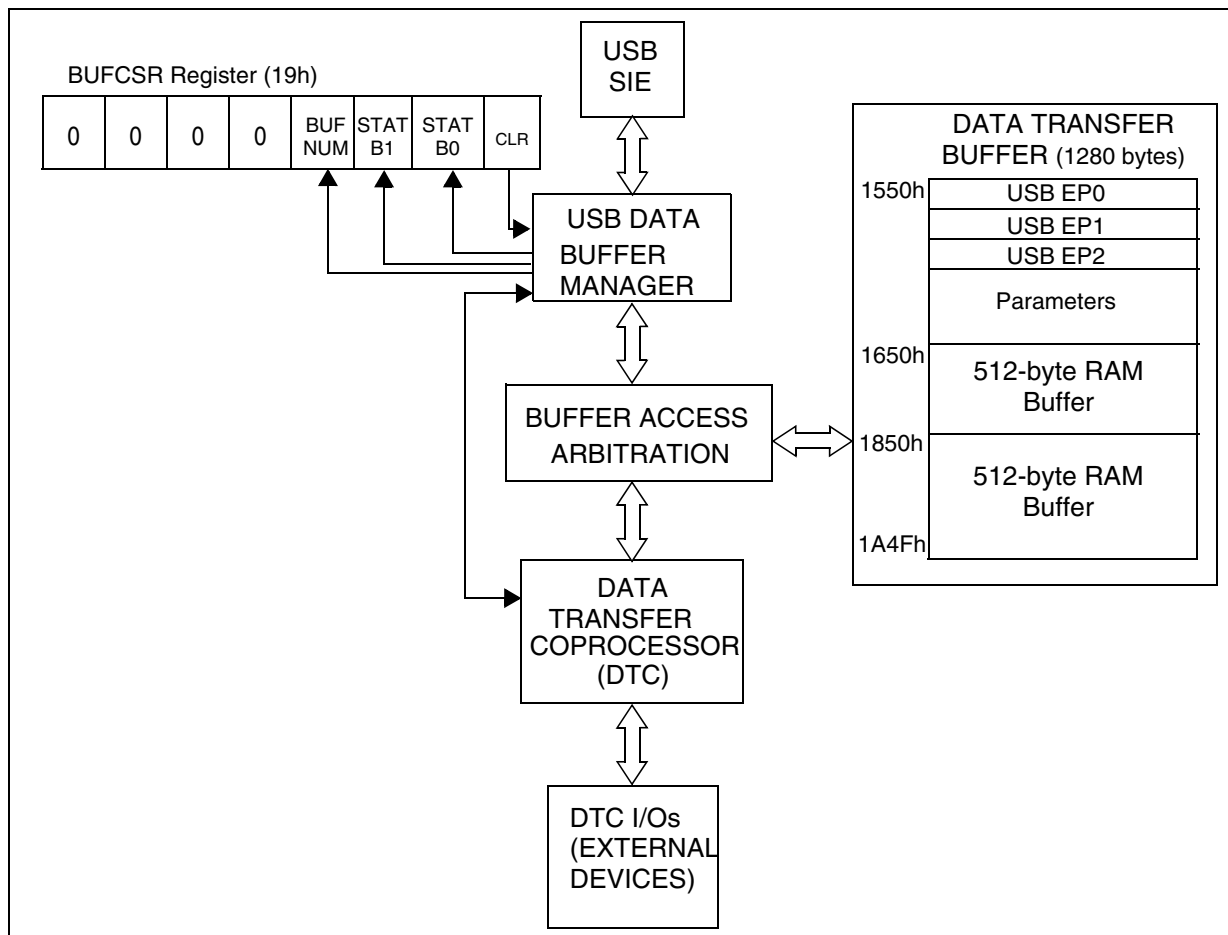 USB
SIE
BUFCSR Register (19h)
0 0 0 0 BUF NUM STAT B1 STAT B0 CLR
DATA TRANSFER
BUFFER (1280 bytes)
1550h
USB EP0
USB EP1
USB EP2
Parameters
1650h
512-byte RAM
Buffer
1850h
512-byte RAM
Buffer
1A4Fh
USB DATA
BUFFER
MANAGER
BUFFER ACCESS
ARBITRATION
DATA
TRANSFER
COPROCESSOR
(DTC)
DTC I/Os
(EXTERNAL
DEVICES)